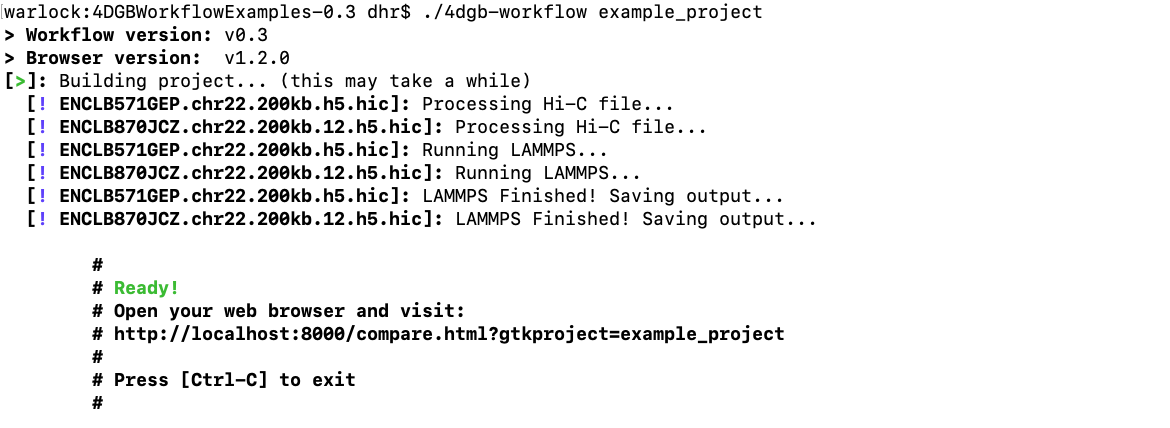 warlock:4DGBWorkflowExamples-0.3 dhr$ ./4dgb-workflow example_project
> Workflow version: v0.3
> Browser version:  v1.2.0
[>]: Building project... (this may take a while)
  [! ENCLB571GEP.chr22.200kb.h5.hic]: Processing Hi-C file...
  [! ENCLB870JCZ.chr22.200kb.12.h5.hic]: Processing Hi-C file...
  [! ENCLB571GEP.chr22.200kb.h5.hic]: Running LAMMPS...
  [! ENCLB870JCZ.chr22.200kb.12.h5.hic]: Running LAMMPS...
  [! ENCLB571GEP.chr22.200kb.h5.hic]: LAMMPS Finished! Saving output...
  [! ENCLB870JCZ.chr22.200kb.12.h5.hic]: LAMMPS Finished! Saving output...
        #
        # Ready!
        # Open your web browser and visit:
        # http://localhost:8000/compare.html?gtkproject=example_project
        #
        # Press [Ctrl-C] to exit
        #